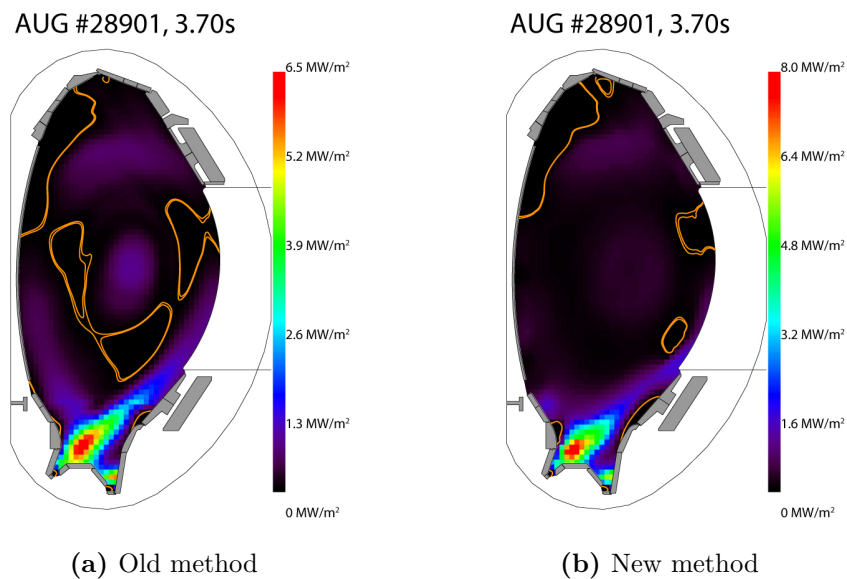 AUG #28901, 3.70s
6.5 MW/m²
5.2 MW/m²
3.9 MW/m²
2.6 MW/m²
1.3 MW/m²
0 MW/m²
(a) Old method
AUG #28901, 3.70s
8.0 MW/m²
6.4 MW/m²
4.8 MW/m²
3.2 MW/m²
1.6 MW/m²
0 MW/m²
(b) New method